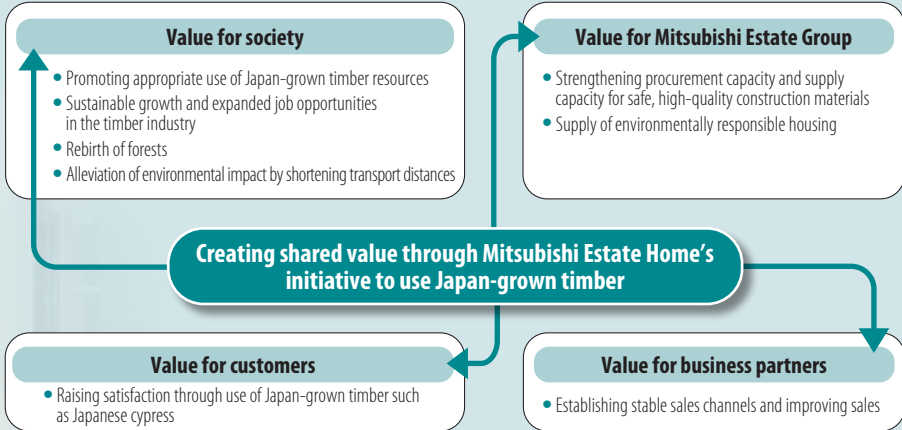 Value for society
• Promoting appropriate use of Japan-grown timber resources
• Sustainable growth and expanded job opportunities
in the timber industry
• Rebirth of forests
• Alleviation of environmental impact by shortening transport distances
Value for Mitsubishi Estate Group
• Strengthening procurement capacity and supply
capacity for safe, high-quality construction materials
• Supply of environmentally responsible housing
Creating shared value through Mitsubishi Estate Home's
initiative to use Japan-grown timber
Value for customers
• Raising satisfaction through use of Japan-grown timber such
as Japanese cypress
Value for business partners
• Establishing stable sales channels and improving sales